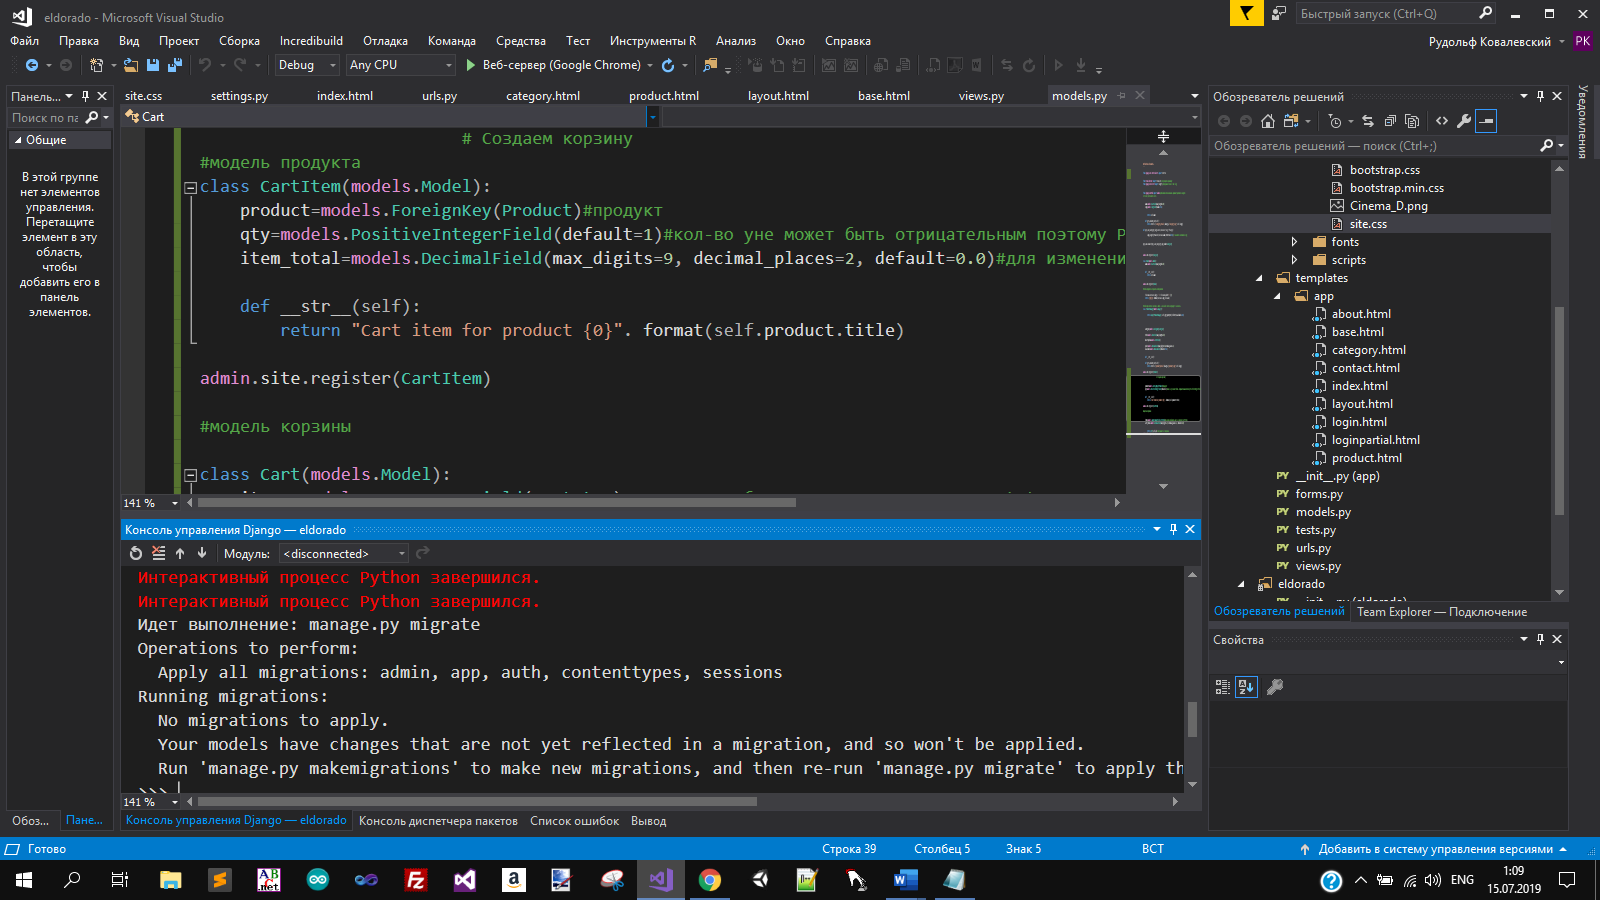 eldorado - Microsoft Visual Studio
Быстрый запуск (Ctrl+Q)
Файл Правка Вид Проект Сборка Incredibuild Отладка Команда Средства Тест Инструменты R Анализ Окно Справка
Рудольф Ковалевский РК
Debug Any CPU Веб-сервер (Google Chrome)
Панель...
Поиск по па
Общие
В этой группе
нет элементов
управления.
Перетащите
элемент в эту
область,
чтобы
добавить его в
панель
элементов.
Обоз... Пане...
site.css settings.py index.html urls.py category.html product.html layout.html base.html views.py models.py
Cart
# Создаем корзину
#модель продукта
class CartItem(models.Model):
product=models.ForeignKey(Product)#продукт
qty=models.PositiveIntegerField(default=1)#кол-во уне может быть отрицательным поэтому P
item_total=models.DecimalField(max_digits=9, decimal_places=2, default=0.0)#для изменени
def __str__(self):
return "Cart item for product {0}". format(self.product.title)
admin.site.register(CartItem)
#модель корзины
class Cart(models.Model):
141 %
Консоль управления Django — eldorado
Модуль: <disconnected>
Интерактивный процесс Python завершился.
Интерактивный процесс Python завершился.
Идет выполнение: manage.py migrate
Operations to perform:
Apply all migrations: admin, app, auth, contenttypes, sessions
Running migrations:
No migrations to apply.
Your models have changes that are not yet reflected in a migration, and so won't be applied.
Run 'manage.py makemigrations' to make new migrations, and then re-run 'manage.py migrate' to apply th
>>>
141 %
Консоль управления Django — eldorado Консоль диспетчера пакетов Список ошибок Вывод
Обозреватель решений
Обозреватель решений — поиск (Ctrl+;)
bootstrap.css
bootstrap.min.css
Cinema_D.png
site.css
fonts
scripts
templates
app
about.html
base.html
category.html
contact.html
index.html
layout.html
login.html
loginpartial.html
product.html
__init__.py (app)
forms.py
models.py
tests.py
urls.py
views.py
eldorado
__init__.py (eldorado)
Обозреватель решений Team Explorer — Подключение
Свойства
Уведомления
Готово Строка 39 Столбец 5 Знак 5 ВСТ Добавить в систему управления версиями
ENG 1:09
15.07.2019